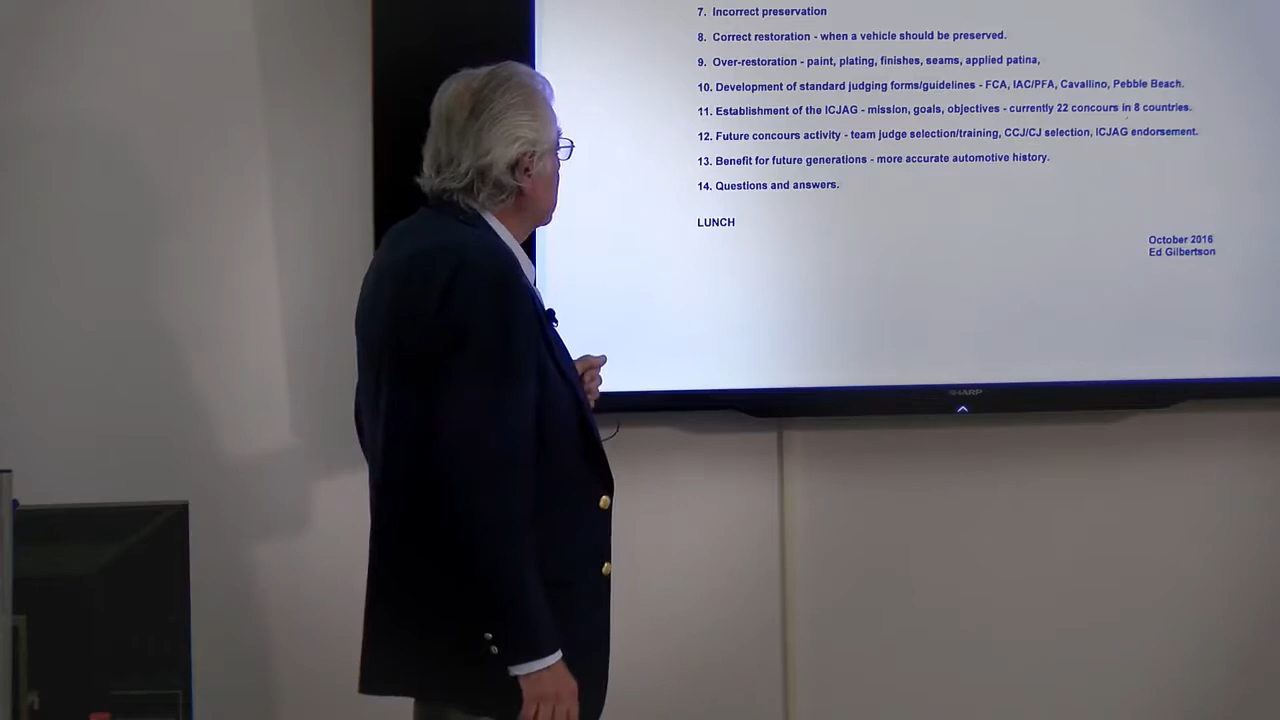 7. Incorrect preservation
8. Correct restoration - when a vehicle should be preserved.
9. Over-restoration - paint, plating, finishes, seams, applied patina,
10. Development of standard judging forms/guidelines - FCA, IAC/PFA, Cavallino, Pebble Beach.
11. Establishment of the ICJAG - mission, goals, objectives - currently 22 concours in 8 countries.
12. Future concours activity - team judge selection/training, CCJ/CJ selection, ICJAG endorsement.
13. Benefit for future generations - more accurate automotive history.
14. Questions and answers.
LUNCH
October 2016
Ed Gilbertson
SHARP